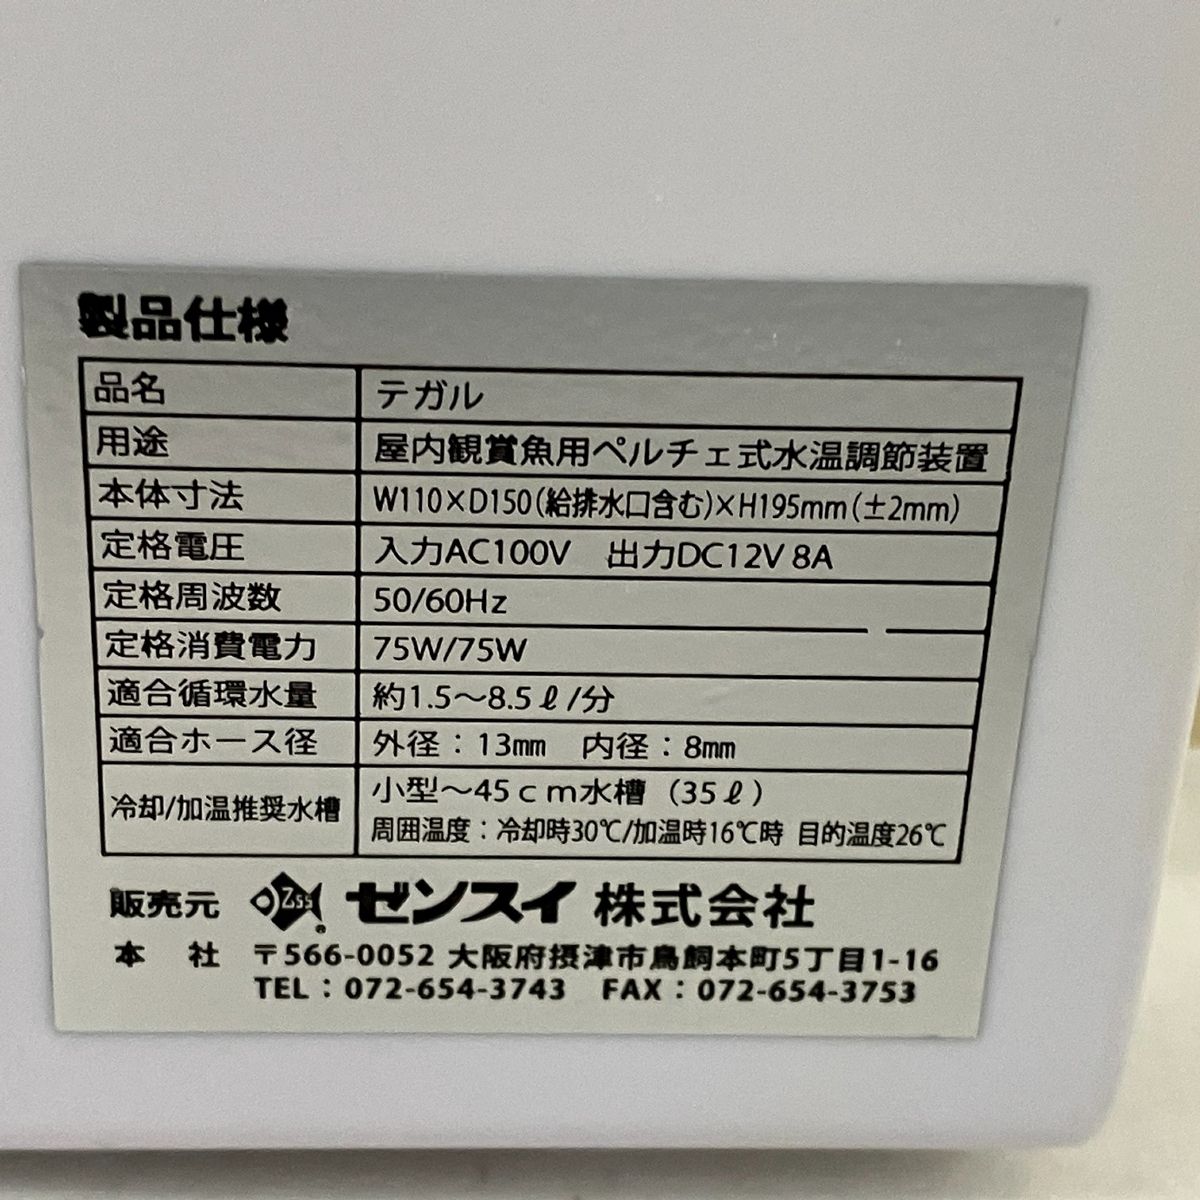 製品仕様
品名 テガル
用途 屋内観賞魚用ペルチェ式水温調節装置
本体寸法 W110×D150(給排水口含む)×H195mm(±2mm)
定格電圧 入力AC100V 出力DC12V 8A
定格周波数 50/60Hz
定格消費電力 75W/75W
適合循環水量 約1.5～8.5ℓ/分
適合ホース径 外径：13㎜ 内径：8㎜
冷却/加温推奨水槽 小型～45ｃｍ水槽（35ℓ）
周囲温度：冷却時30℃/加温時16℃時 目的温度26℃
販売元 Zss® ゼンスイ 株式会社
本 社 〒566-0052 大阪府摂津市鳥飼本町5丁目1-16
TEL：072-654-3743 FAX：072-654-3753